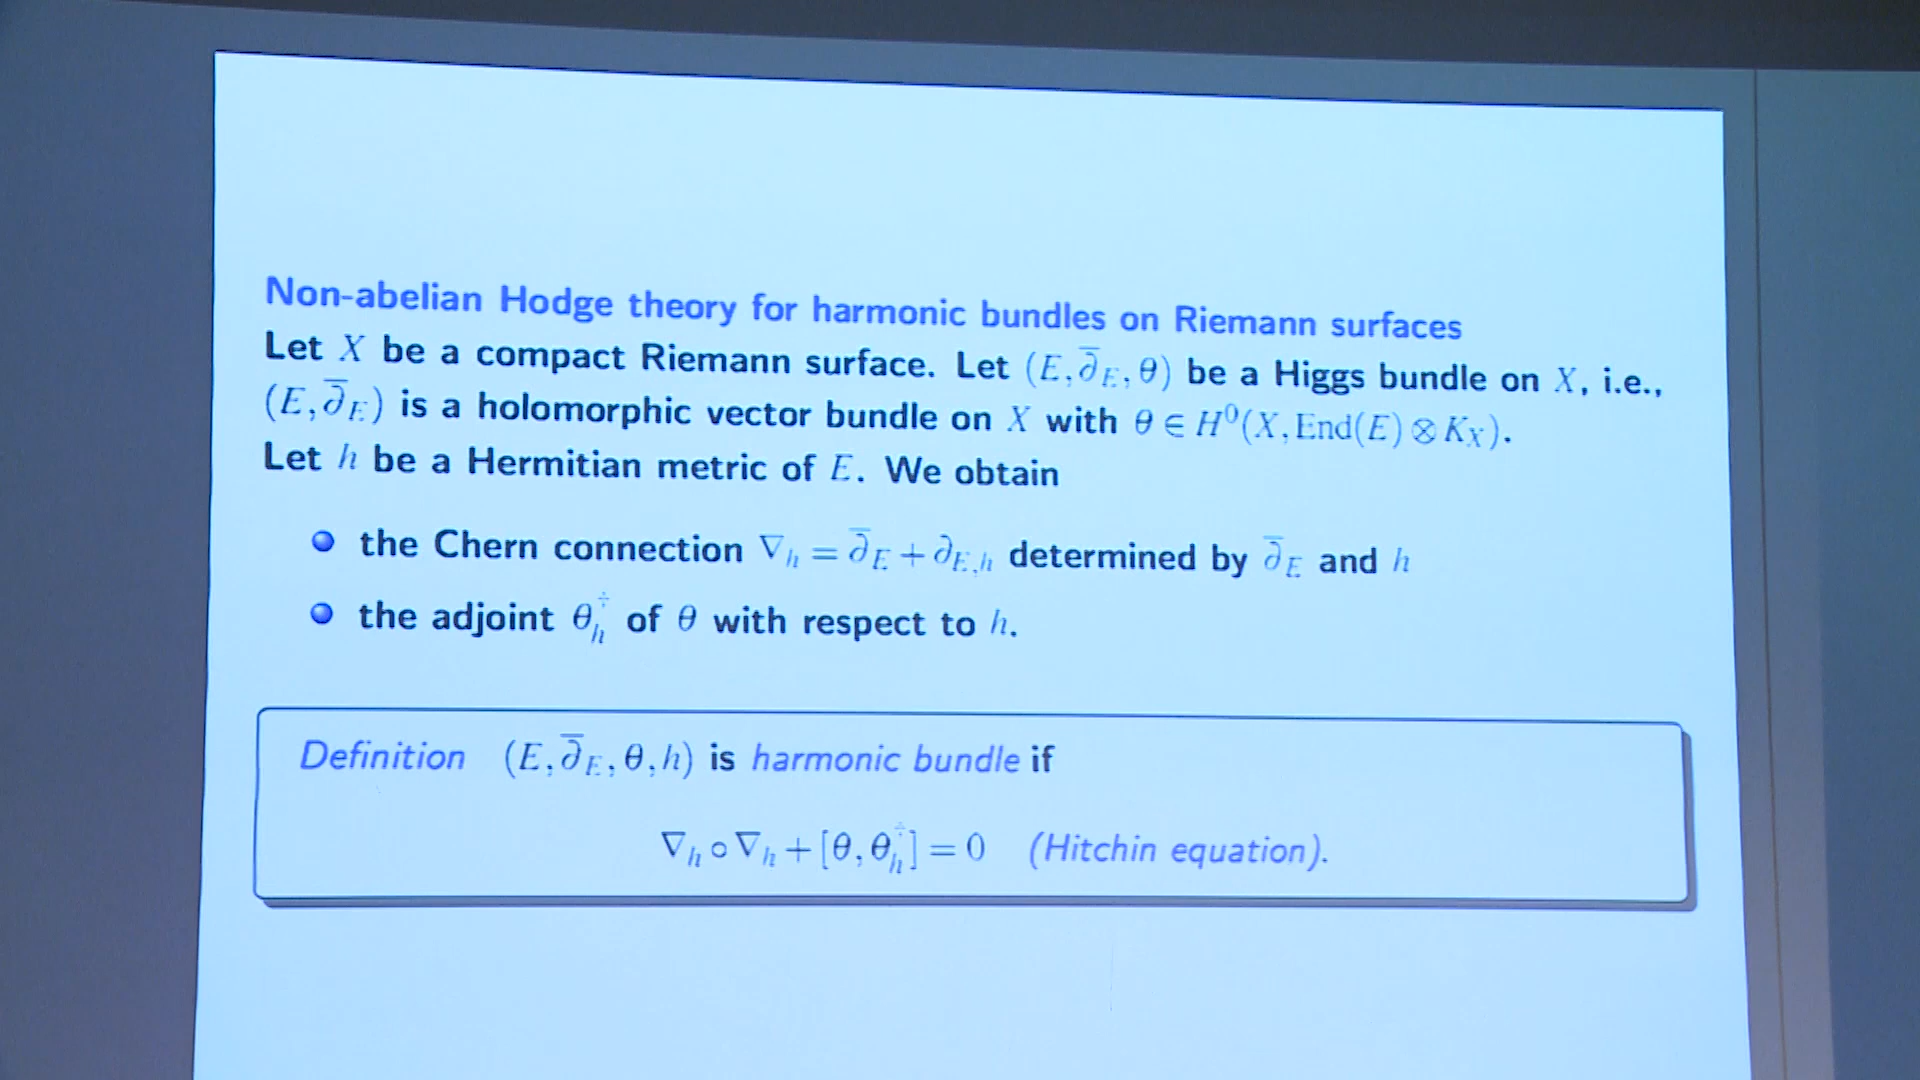 Non-abelian Hodge theory for harmonic bundles on Riemann surfaces
Let X be a compact Riemann surface. Let (E, ∂̄_E, θ) be a Higgs bundle on X, i.e.,
(E, ∂̄_E) is a holomorphic vector bundle on X with θ ∈ H⁰(X, End(E) ⊗ K_X).
Let h be a Hermitian metric of E. We obtain
the Chern connection ∇_h = ∂̄_E + ∂_{E,h} determined by ∂̄_E and h
the adjoint θ_h^† of θ with respect to h.
Definition (E, ∂̄_E, θ, h) is harmonic bundle if
∇_h ∘ ∇_h + [θ, θ_h^†] = 0 (Hitchin equation).